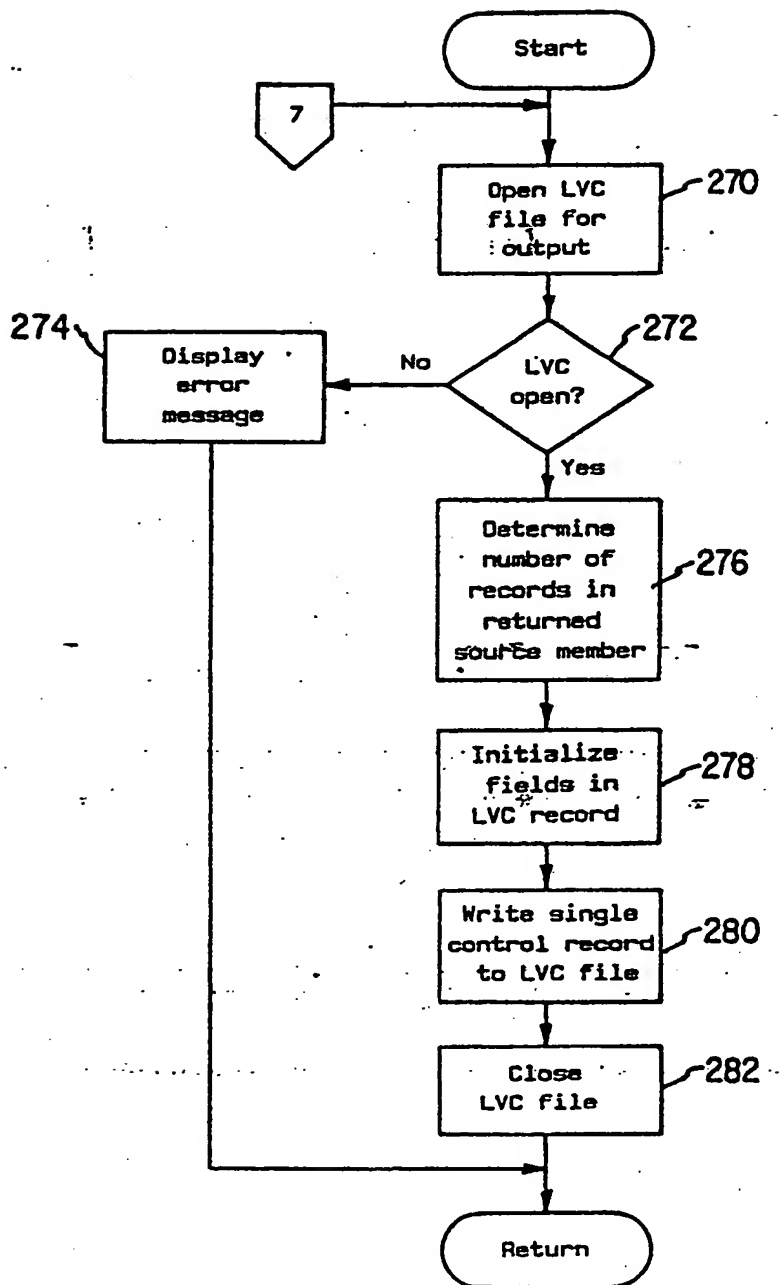 Start
7
Open LVC
file for
output
270
272
LVC
open?
No
274
Display
error
message
Yes
Determine
number of
records in
returned
source member
276
Initialize
fields in
LVC record
278
Write single
control record
to LVC file
280
Close
LVC file
282
Return